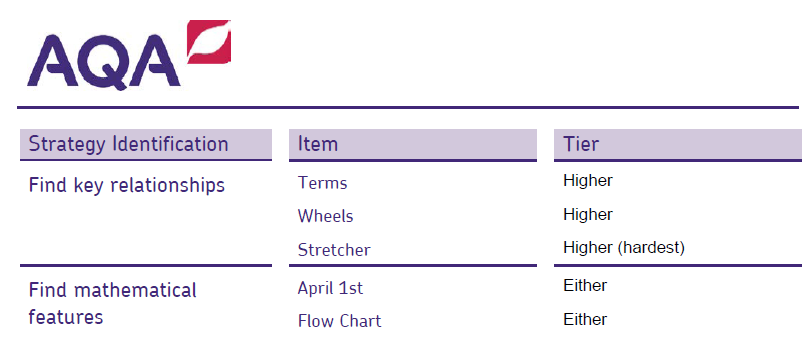 AQA
Strategy Identification Item Tier
Find key relationships Terms Higher
Wheels Higher
Stretcher Higher (hardest)
Find mathematical April 1st Either
features Flow Chart Either